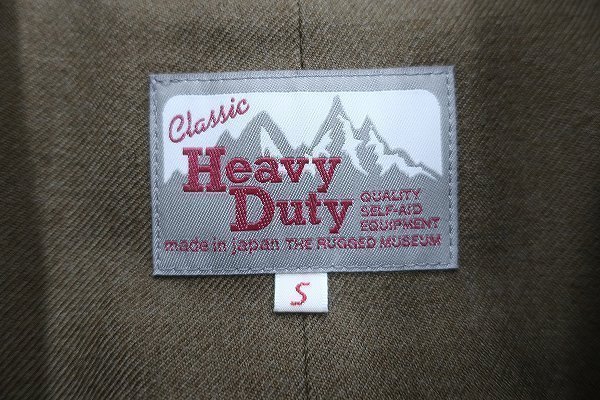 Classic
Heavy
Duty
QUALITY
SELF-AID
EQUIPMENT
made in japan THE RUGGED MUSEUM
S